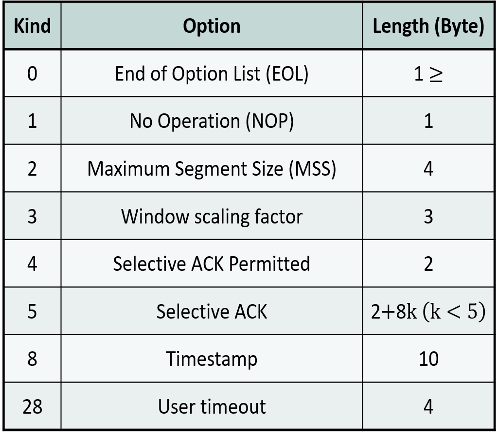 Kind Option Length (Byte)
0 End of Option List (EOL) 1 ≥
1 No Operation (NOP) 1
2 Maximum Segment Size (MSS) 4
3 Window scaling factor 3
4 Selective ACK Permitted 2
5 Selective ACK 2+8k (k < 5)
8 Timestamp 10
28 User timeout 4